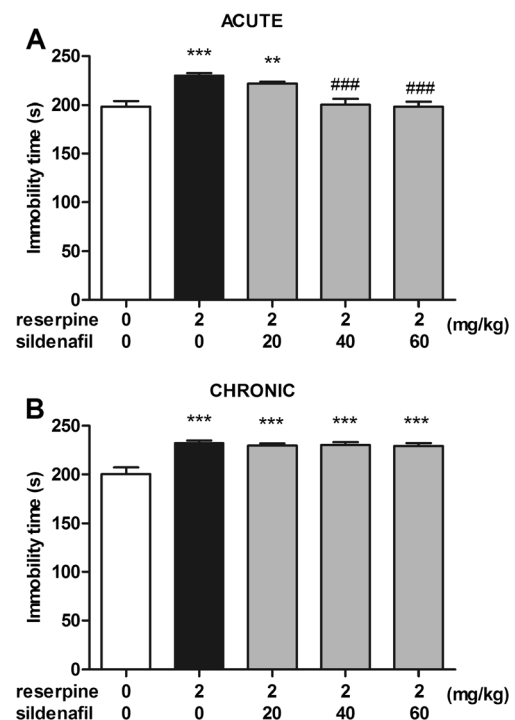 ACUTE
A
*** ** ### ###
250
200
150
100
50
0
Immobility time (s)
reserpine 0 2 2 2 2 (mg/kg)
sildenafil 0 0 20 40 60
CHRONIC
B
*** *** *** ***
250
200
150
100
50
0
Immobility time (s)
reserpine 0 2 2 2 2 (mg/kg)
sildenafil 0 0 20 40 60